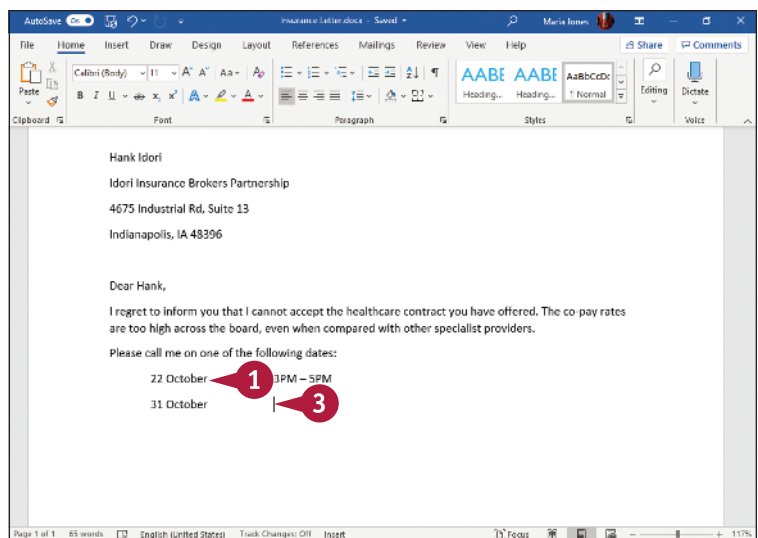 AutoSave On Insurance Letter.docx - Saved Maria Jones
File Home Insert Draw Design Layout References Mailings Review View Help Share Comments
Calibri (Body) 11 A A Aa A
AABE AABE AaBbCcDc
Paste B I U ab x, x² A A Heading... Heading... ¶ Normal Editing Dictate
Clipboard Font Paragraph Styles Voice
Hank Idori
Idori Insurance Brokers Partnership
4675 Industrial Rd, Suite 13
Indianapolis, IA 48396
Dear Hank,
I regret to inform you that I cannot accept the healthcare contract you have offered. The co-pay rates
are too high across the board, even when compared with other specialist providers.
Please call me on one of the following dates:
22 October 1 3PM – 5PM
31 October 3
Page 1 of 1 65 words English (United States) Track Changes: Off Insert Focus 117%